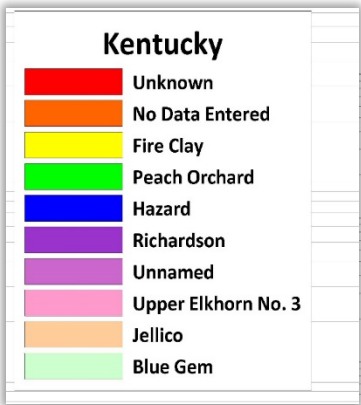 Kentucky
Unknown
No Data Entered
Fire Clay
Peach Orchard
Hazard
Richardson
Unnamed
Upper Elkhorn No. 3
Jellico
Blue Gem